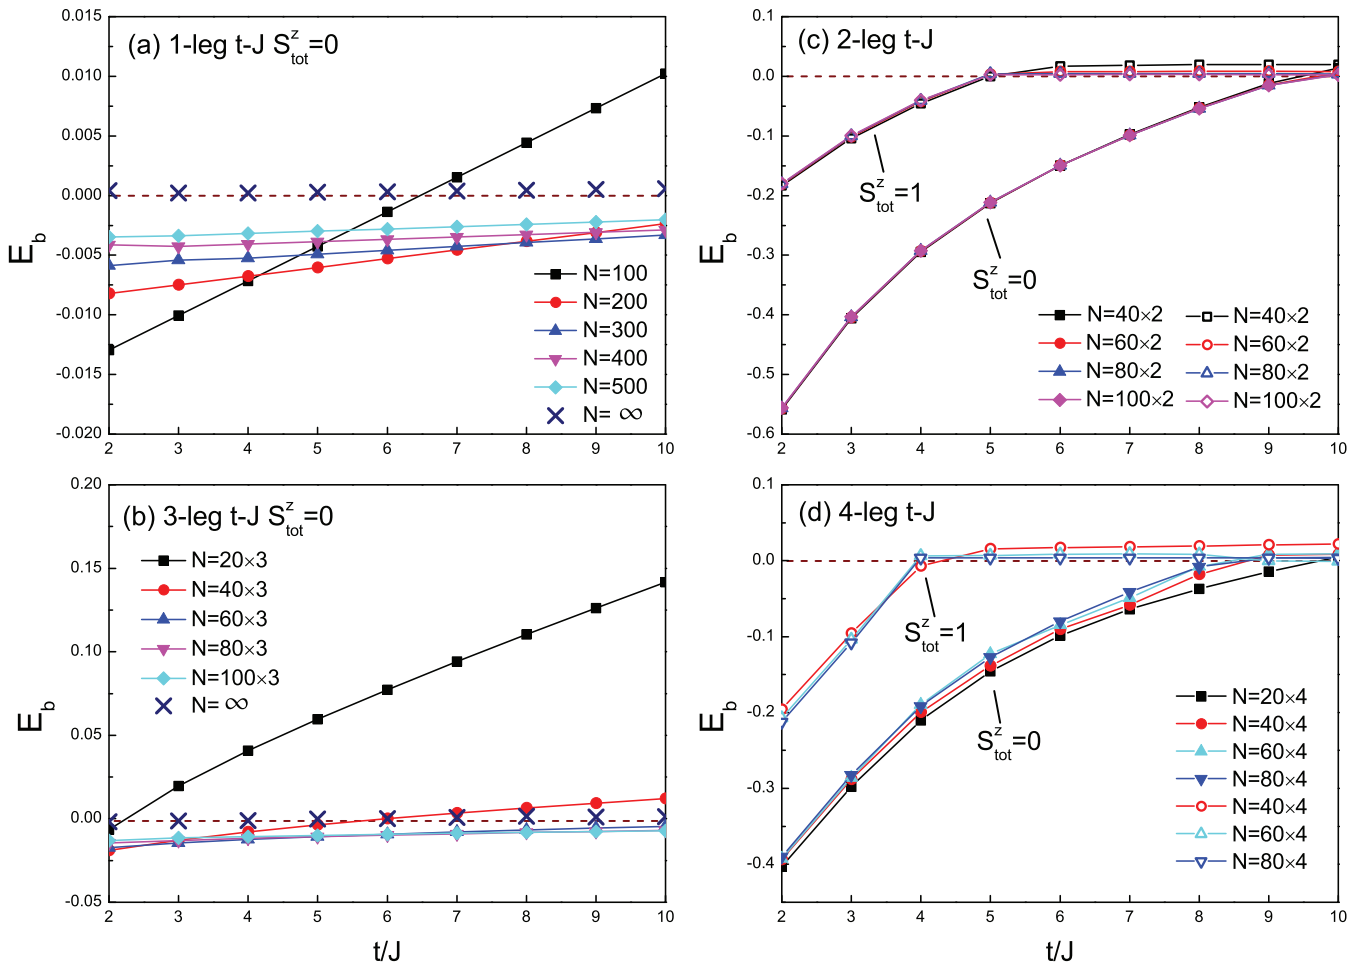 (a) 1-leg t-J S^z_tot=0
E_b
0.015
0.010
0.005
0.000
-0.005
-0.010
-0.015
-0.020
N=100
N=200
N=300
N=400
N=500
N= ∞
2 3 4 5 6 7 8 9 10
(c) 2-leg t-J
E_b
0.1
0.0
-0.1
-0.2
-0.3
-0.4
-0.5
-0.6
S^z_tot=1
S^z_tot=0
N=40×2 N=40×2
N=60×2 N=60×2
N=80×2 N=80×2
N=100×2 N=100×2
2 3 4 5 6 7 8 9 10
(b) 3-leg t-J S^z_tot=0
E_b
0.20
0.15
0.10
0.05
0.00
-0.05
N=20×3
N=40×3
N=60×3
N=80×3
N=100×3
N= ∞
2 3 4 5 6 7 8 9 10
t/J
(d) 4-leg t-J
E_b
0.1
0.0
-0.1
-0.2
-0.3
-0.4
S^z_tot=1
S^z_tot=0
N=20×4
N=40×4
N=60×4
N=80×4
N=40×4
N=60×4
N=80×4
2 3 4 5 6 7 8 9 10
t/J